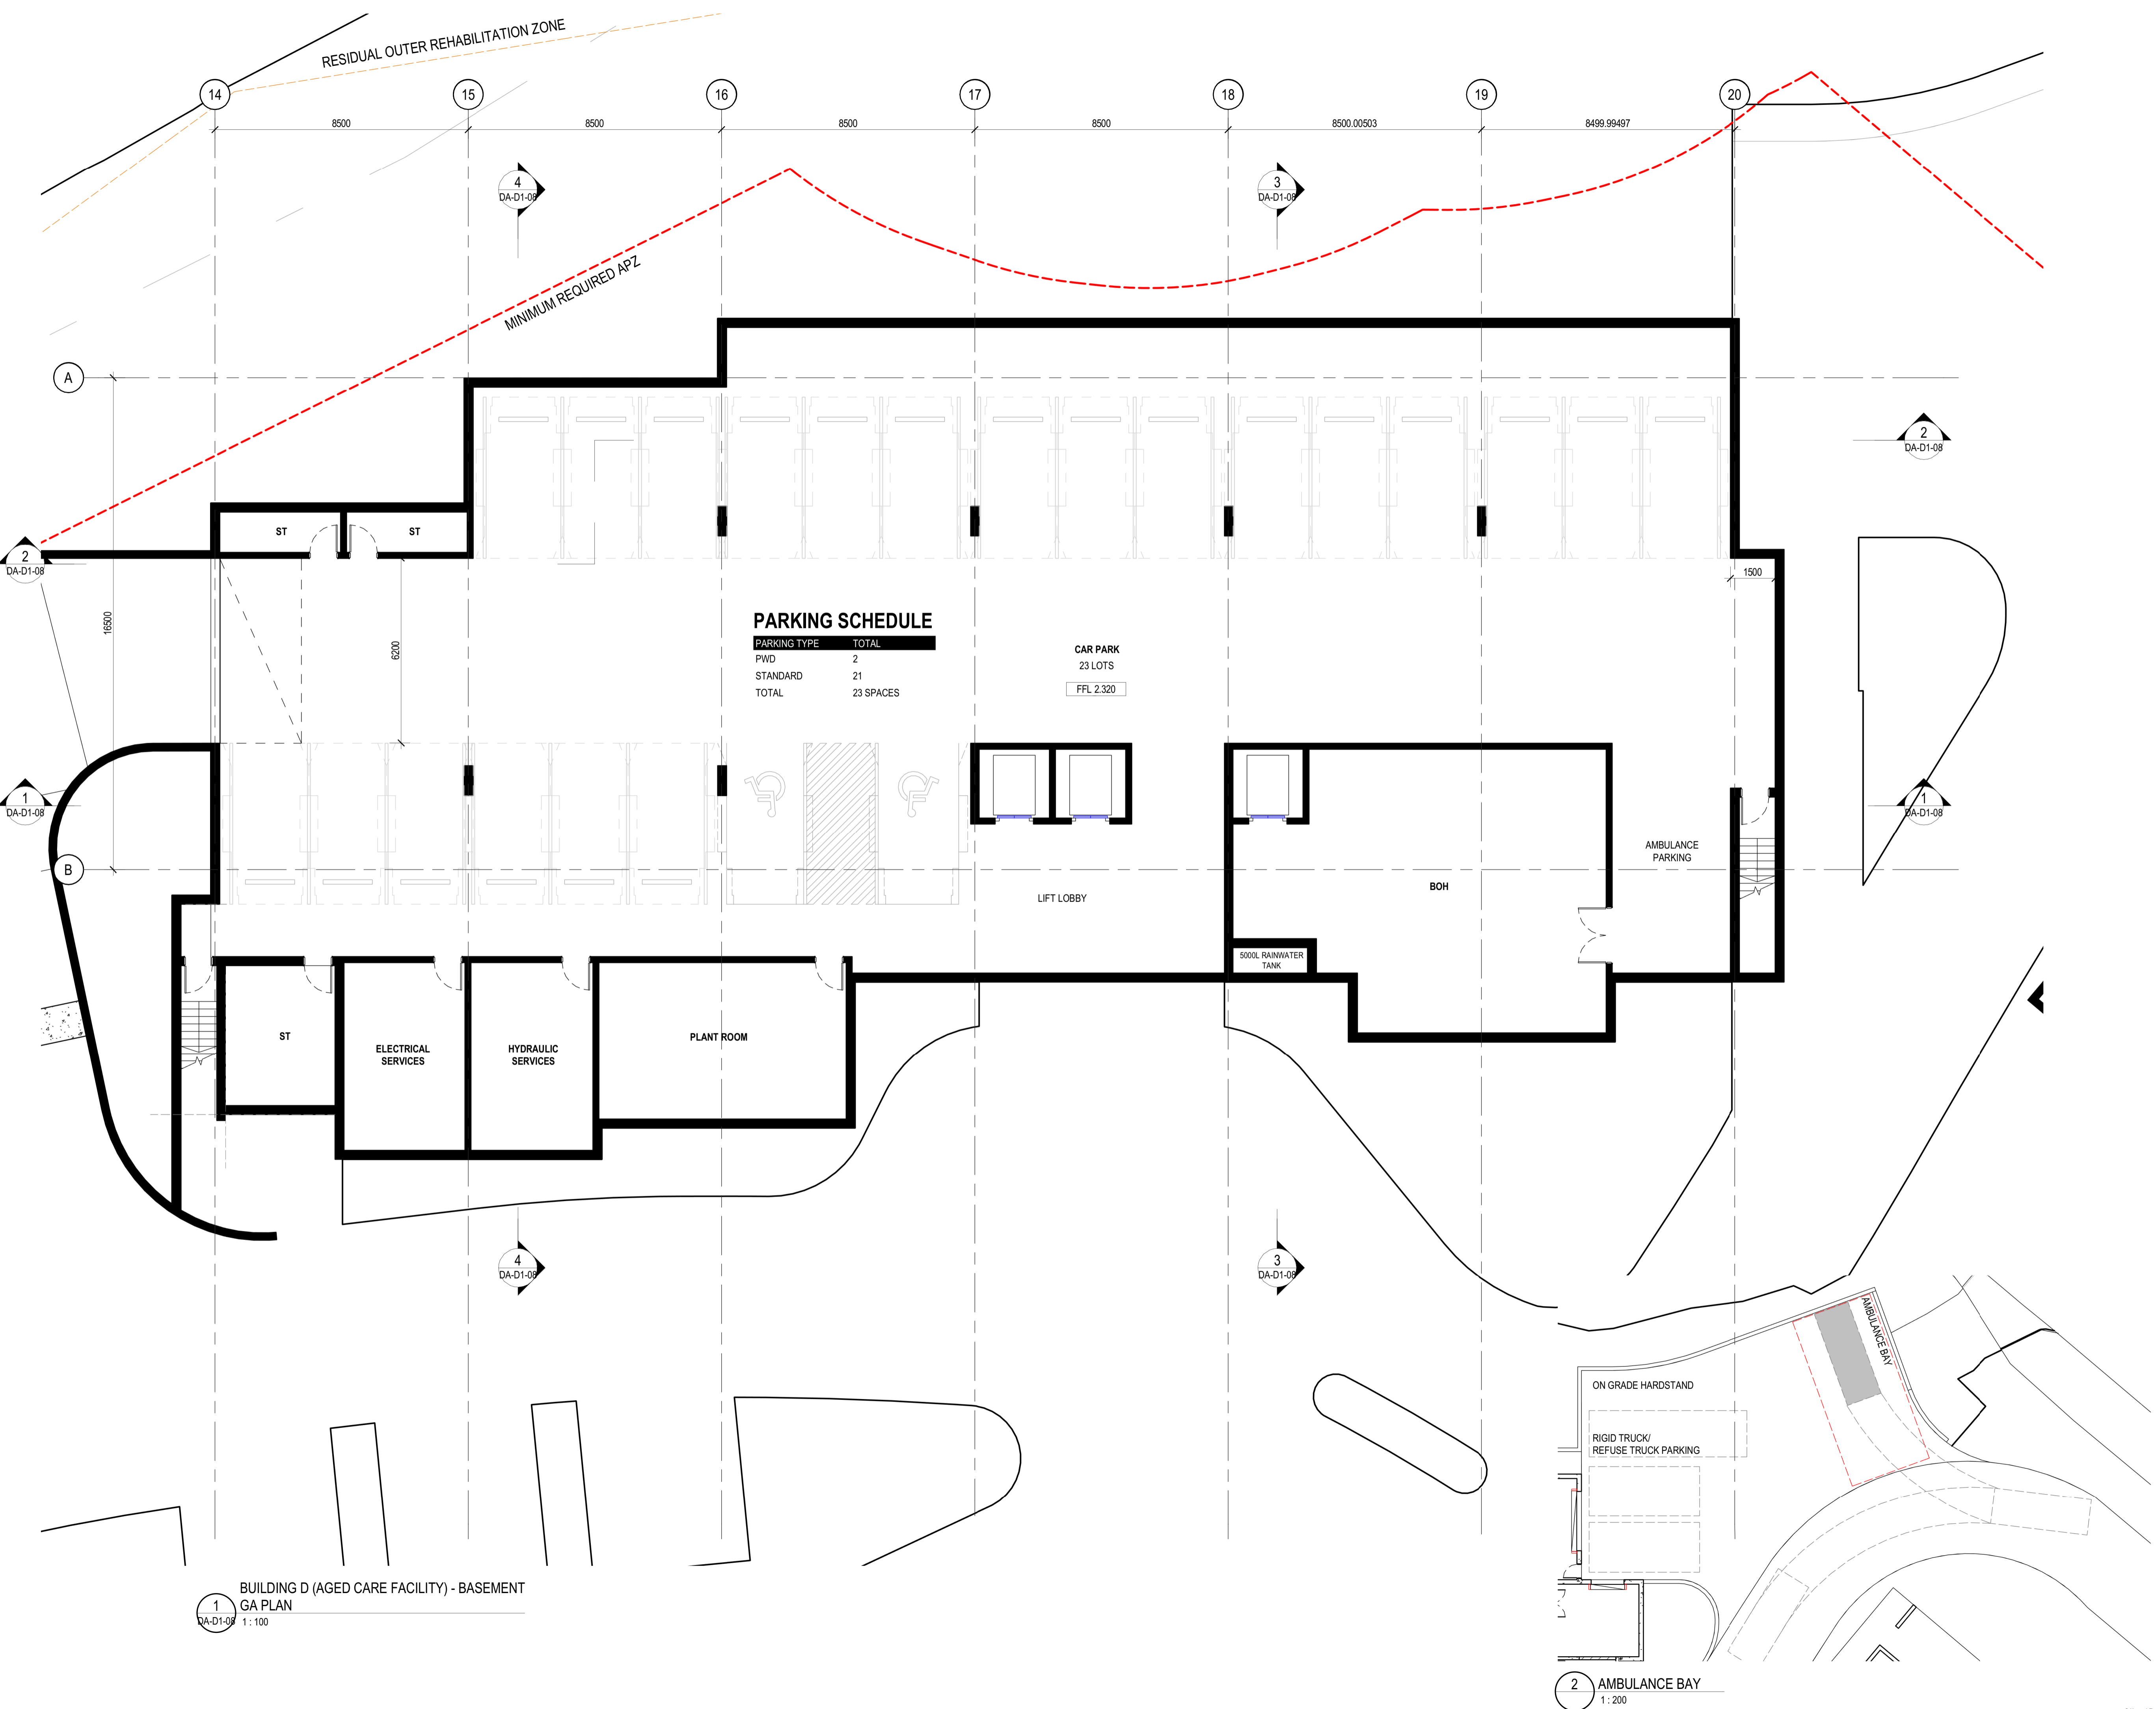 RESIDUAL OUTER REHABILITATION ZONE
14
15
16
17
18
19
20
8500
8500
8500
8500
8500.00503
8499.99497
4
DA-D1-08
3
DA-D1-08
MINIMUM REQUIRED APZ
A
2
DA-D1-08
ST
ST
2
DA-D1-08
1500
16500
6200
PARKING SCHEDULE
PARKING TYPE TOTAL
PWD 2
STANDARD 21
TOTAL 23 SPACES
CAR PARK
23 LOTS
FFL 2.320
1
DA-D1-08
1
DA-D1-08
AMBULANCE
PARKING
B
BOH
LIFT LOBBY
5000L RAINWATER
TANK
ST
ELECTRICAL
SERVICES
HYDRAULIC
SERVICES
PLANT ROOM
4
DA-D1-08
3
DA-D1-08
AMBULANCE BAY
ON GRADE HARDSTAND
RIGID TRUCK/
REFUSE TRUCK PARKING
1
DA-D1-08
BUILDING D (AGED CARE FACILITY) - BASEMENT
GA PLAN
1 : 100
2
AMBULANCE BAY
1 : 200